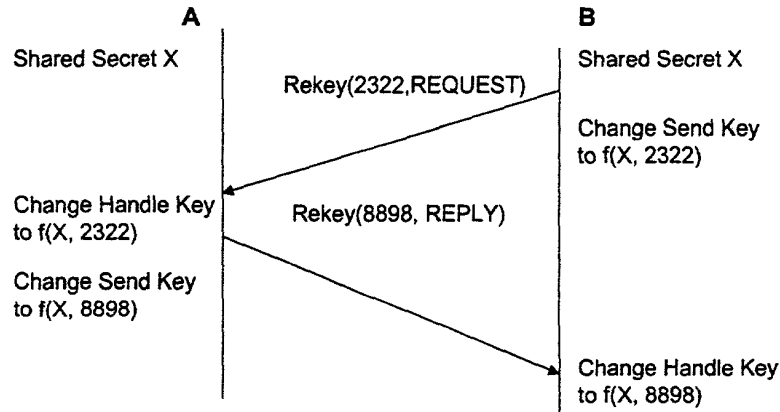 A
B
Shared Secret X
Shared Secret X
Rekey(2322,REQUEST)
Change Send Key
to f(X, 2322)
Change Handle Key
to f(X, 2322)
Rekey(8898, REPLY)
Change Send Key
to f(X, 8898)
Change Handle Key
to f(X, 8898)